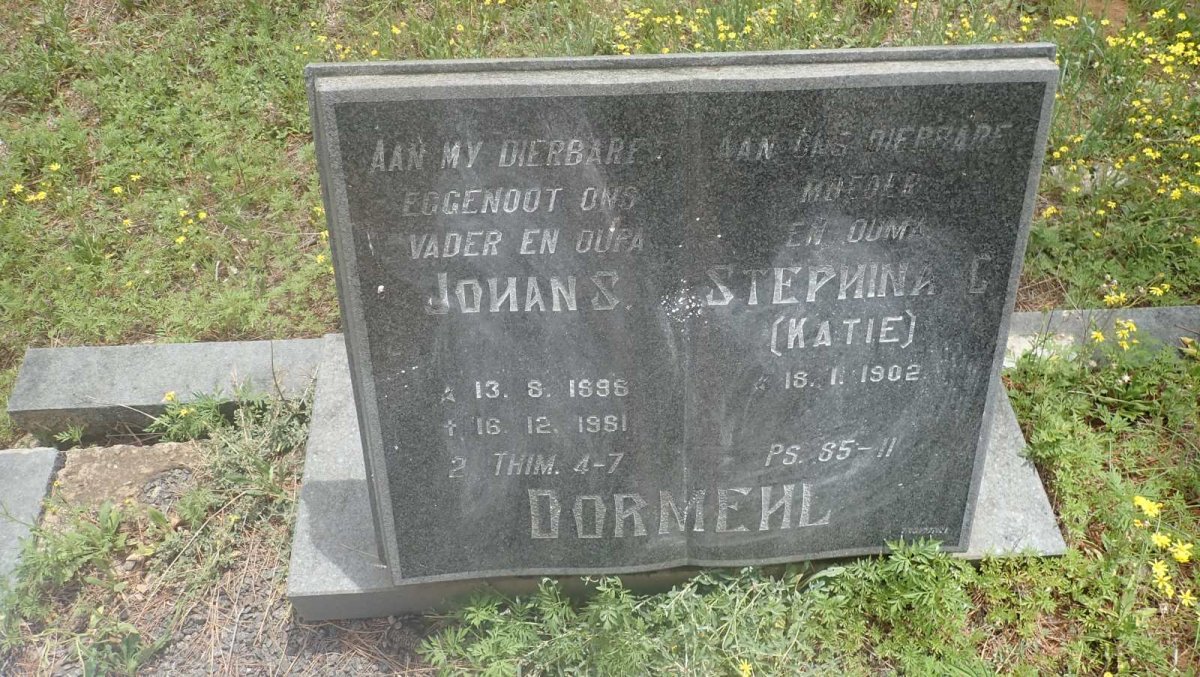 AAN MY DIERBARE
EGGENOOT ONS
VADER EN OUPA
JOHAN S.
13. 8. 1898
† 16. 12. 1981
2 THIM. 4-7
AAN ONS DIERBARE
MOEDER
EN OUMA
STEPHINA C
(KATIE)
18. 1. 1902
PS. 85-11
DORMEHL